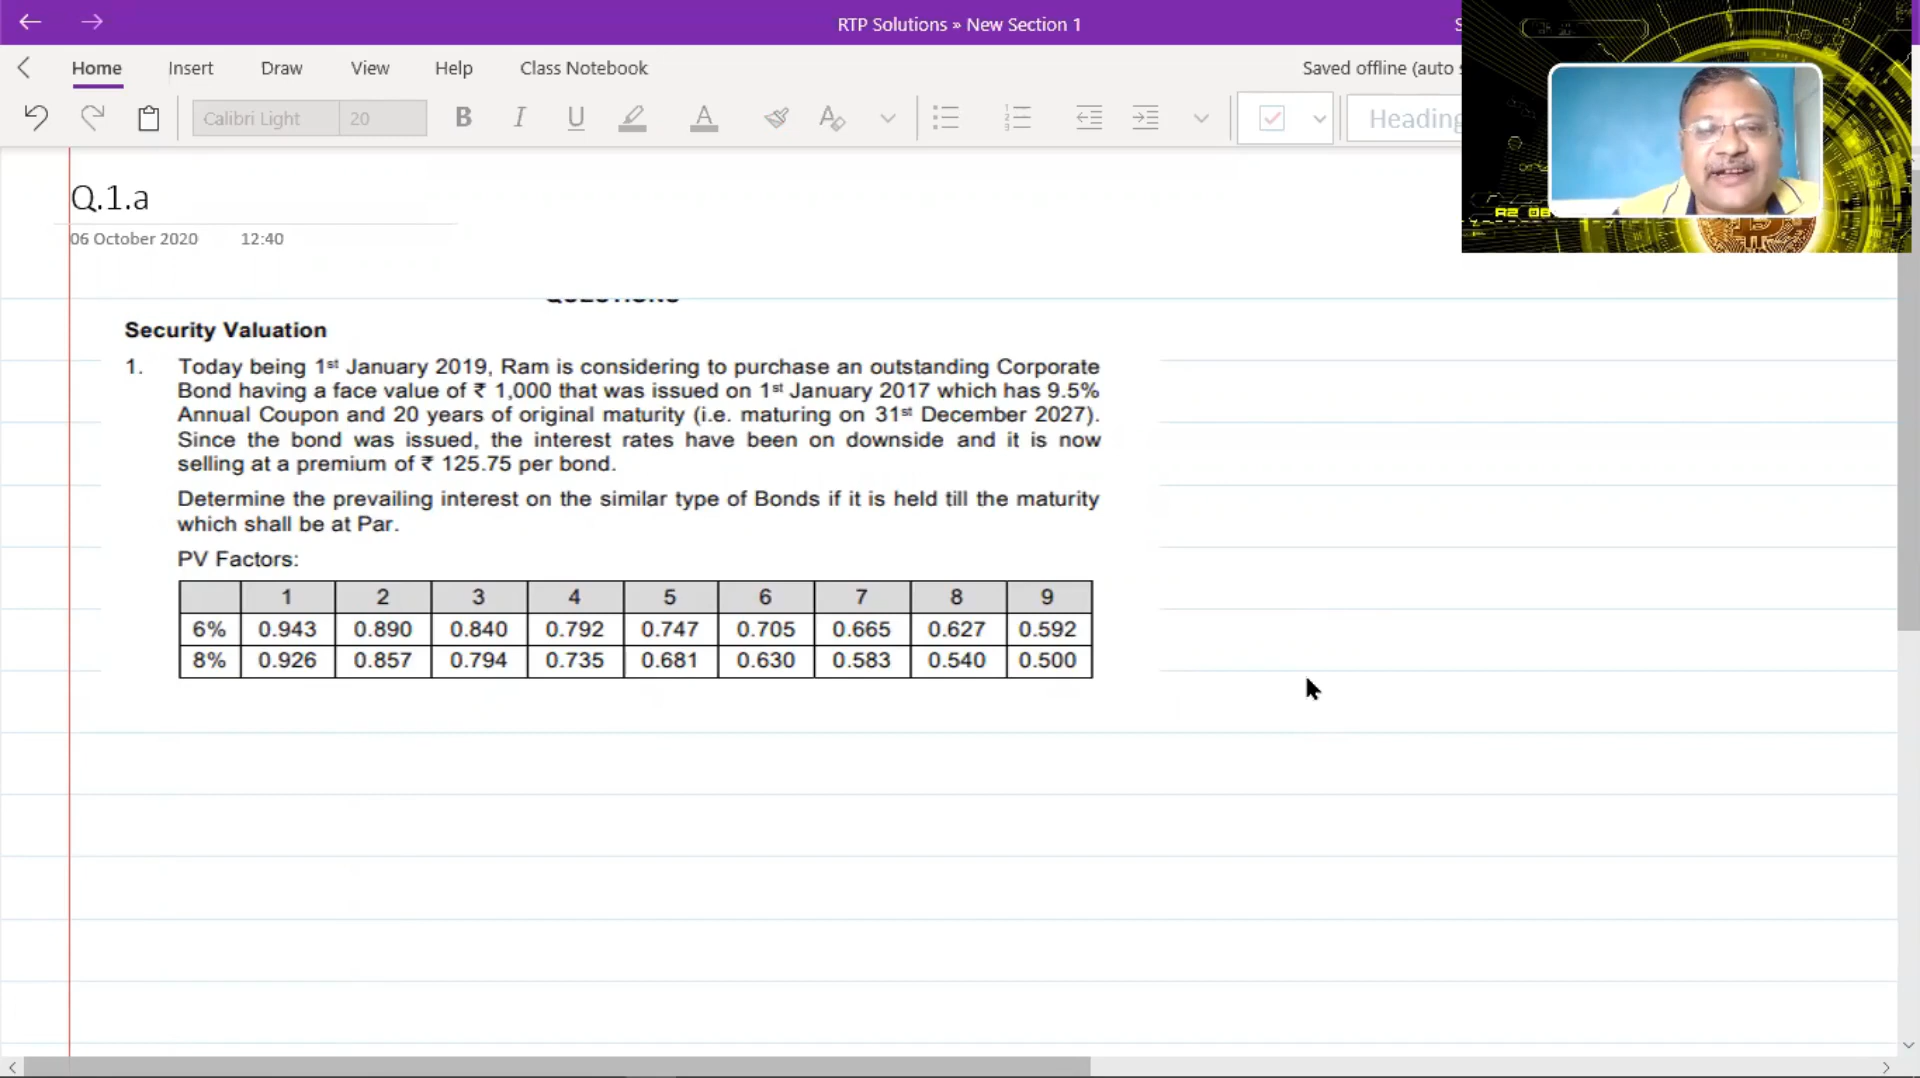 RTP Solutions » New Section 1
Home Insert Draw View Help Class Notebook
Saved offline (auto
Calibri Light 20 B I U A A Heading
Q.1.a
06 October 2020 12:40
QUESTIONS
Security Valuation
1. Today being 1st January 2019, Ram is considering to purchase an outstanding Corporate
Bond having a face value of ₹ 1,000 that was issued on 1st January 2017 which has 9.5%
Annual Coupon and 20 years of original maturity (i.e. maturing on 31st December 2027).
Since the bond was issued, the interest rates have been on downside and it is now
selling at a premium of ₹ 125.75 per bond.
Determine the prevailing interest on the similar type of Bonds if it is held till the maturity
which shall be at Par.
PV Factors:
1 2 3 4 5 6 7 8 9
6% 0.943 0.890 0.840 0.792 0.747 0.705 0.665 0.627 0.592
8% 0.926 0.857 0.794 0.735 0.681 0.630 0.583 0.540 0.500